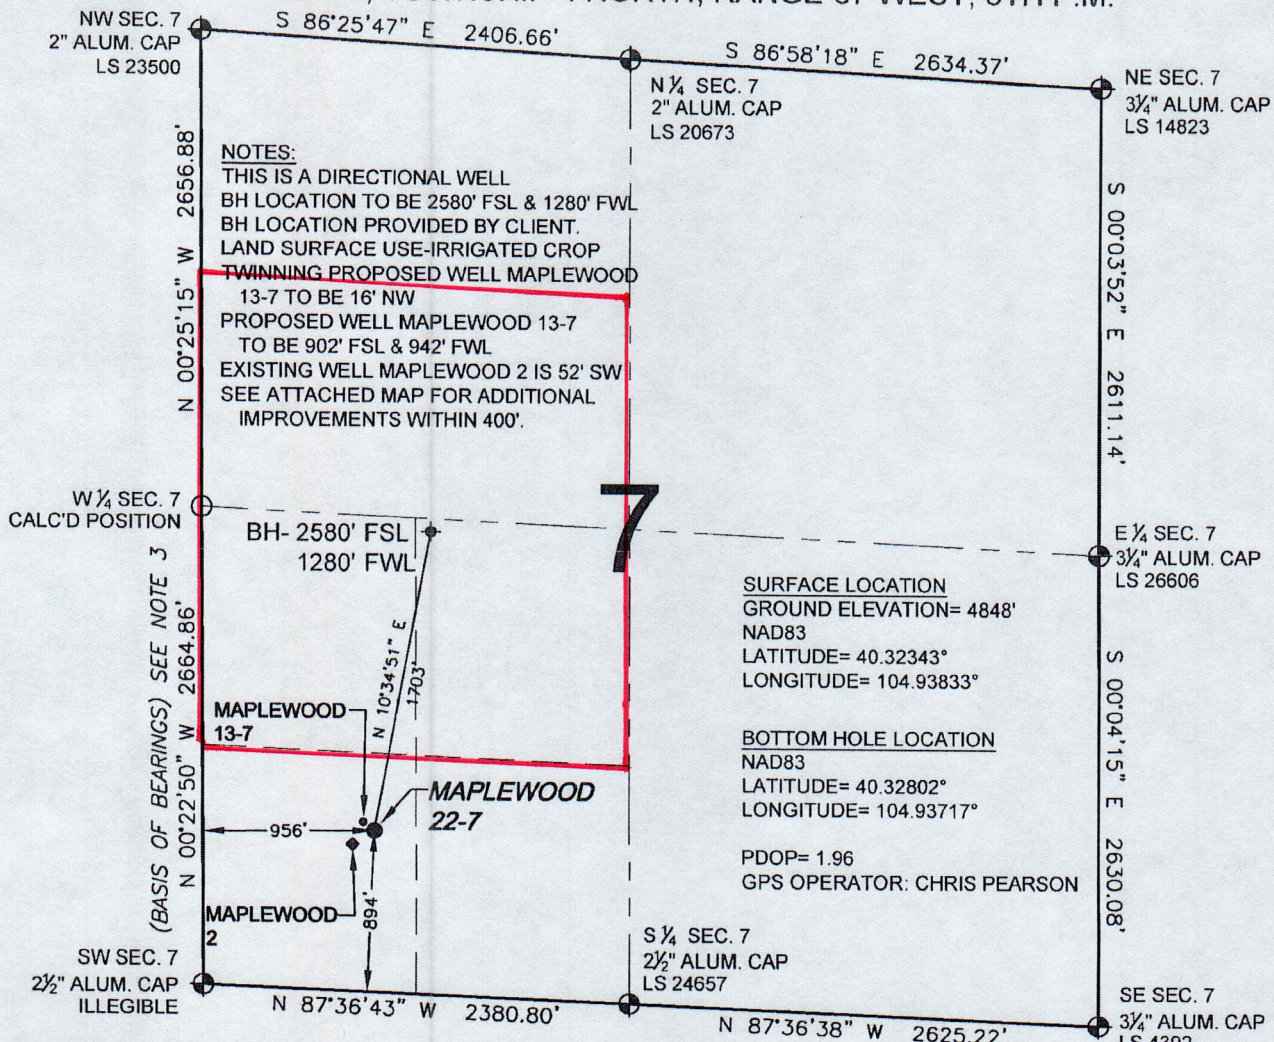 NORTH, RANGE 67 WEST, 6TH P.M.
NW SEC. 7
2" ALUM. CAP
LS 23500
S 86°25'47" E 2406.66'
S 86°58'18" E 2634.37'
N ¼ SEC. 7
2" ALUM. CAP
LS 20673
NE SEC. 7
3¼" ALUM. CAP
LS 14823
N 00°25'15" W 2656.88'
NOTES:
THIS IS A DIRECTIONAL WELL
BH LOCATION TO BE 2580' FSL & 1280' FWL
BH LOCATION PROVIDED BY CLIENT.
LAND SURFACE USE-IRRIGATED CROP
TWINNING PROPOSED WELL MAPLEWOOD
13-7 TO BE 16' NW
PROPOSED WELL MAPLEWOOD 13-7
TO BE 902' FSL & 942' FWL
EXISTING WELL MAPLEWOOD 2 IS 52' SW
SEE ATTACHED MAP FOR ADDITIONAL
IMPROVEMENTS WITHIN 400'.
S 00°03'52" E 2611.14'
W ¼ SEC. 7
CALC'D POSITION
7
BH- 2580' FSL
1280' FWL
E ¼ SEC. 7
3¼" ALUM. CAP
LS 26606
(BASIS OF BEARINGS) SEE NOTE 3
N 00°22'50" W 2664.86'
N 10°34'51" E
1703'
SURFACE LOCATION
GROUND ELEVATION= 4848'
NAD83
LATITUDE= 40.32343°
LONGITUDE= 104.93833°
BOTTOM HOLE LOCATION
NAD83
LATITUDE= 40.32802°
LONGITUDE= 104.93717°
PDOP= 1.96
GPS OPERATOR: CHRIS PEARSON
S 00°04'15" E 2630.08'
MAPLEWOOD
13-7
MAPLEWOOD
22-7
956'
894'
MAPLEWOOD
2
SW SEC. 7
2½" ALUM. CAP
ILLEGIBLE
N 87°36'43" W 2380.80'
S ¼ SEC. 7
2½" ALUM. CAP
LS 24657
N 87°36'38" W 2625.22'
SE SEC. 7
3¼" ALUM. CAP
LS 4392